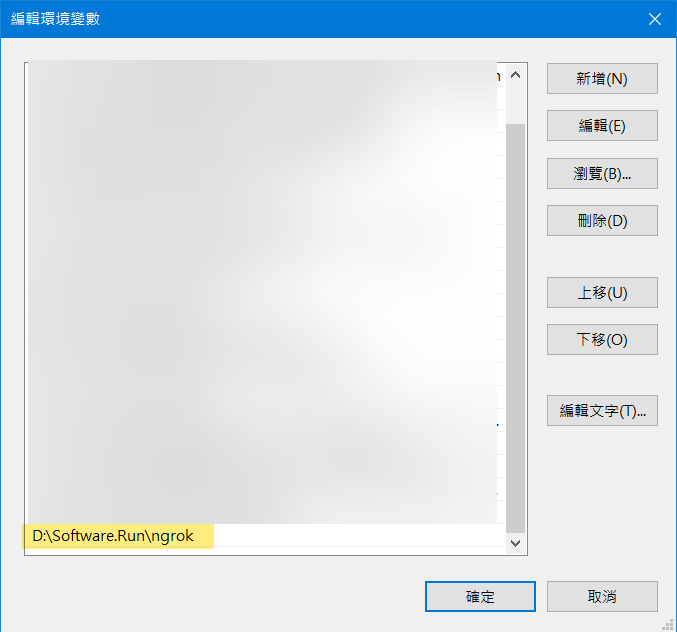 編輯環境變數
新增(N)
編輯(E)
瀏覽(B)...
刪除(D)
上移(U)
下移(O)
編輯文字(T)...
D:\Software.Run\ngrok
確定
取消